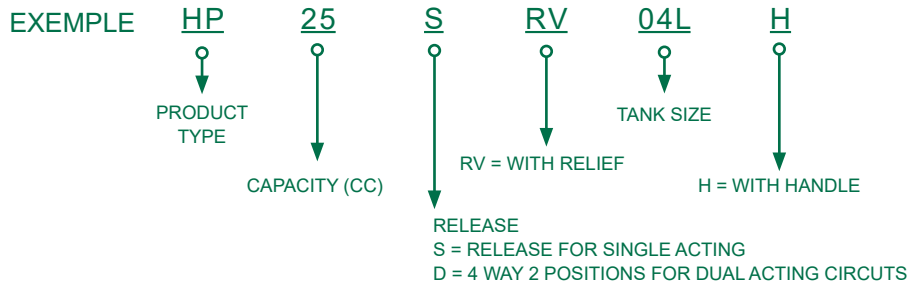 EXEMPLE HP 25 S RV 04L H
PRODUCT
TYPE
TANK SIZE
RV = WITH RELIEF
CAPACITY (CC)
H = WITH HANDLE
RELEASE
S = RELEASE FOR SINGLE ACTING
D = 4 WAY 2 POSITIONS FOR DUAL ACTING CIRCUTS